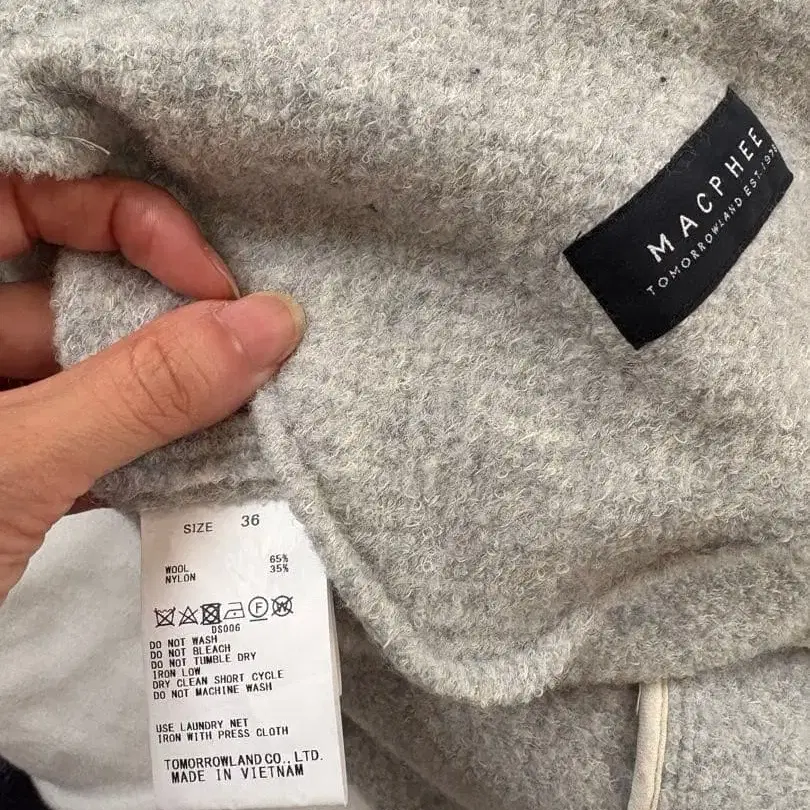 MACPHEE
TOMORROWLAND EST. 1978
SIZE 36
WOOL 65%
NYLON 35%
F W
DS006
DO NOT WASH
DO NOT BLEACH
DO NOT TUMBLE DRY
IRON LOW
DRY CLEAN SHORT CYCLE
DO NOT MACHINE WASH
USE LAUNDRY NET
IRON WITH PRESS CLOTH
TOMORROWLAND CO., LTD.
MADE IN VIETNAM